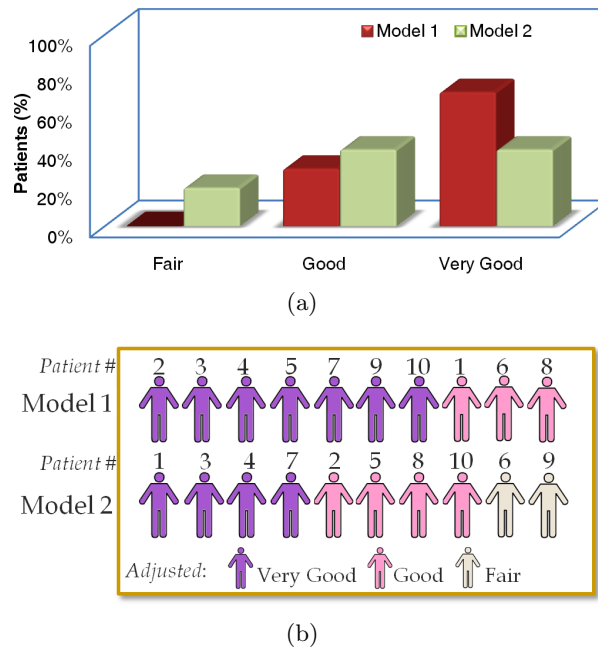 100%
80%
60%
40%
20%
0%
Patients (%)
Model 1 Model 2
Fair Good Very Good
(a)
Patient # 2 3 4 5 7 9 10 1 6 8
Model 1
Patient # 1 3 4 7 2 5 8 10 6 9
Model 2
Adjusted: Very Good Good Fair
(b)